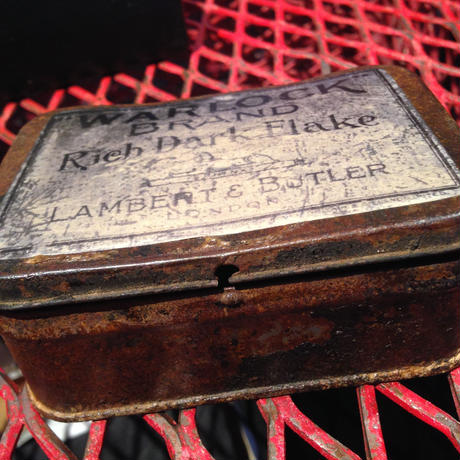 WARLOCK
BRAND
Rich Dark Flake
LAMBERT & BUTLER
LONDON